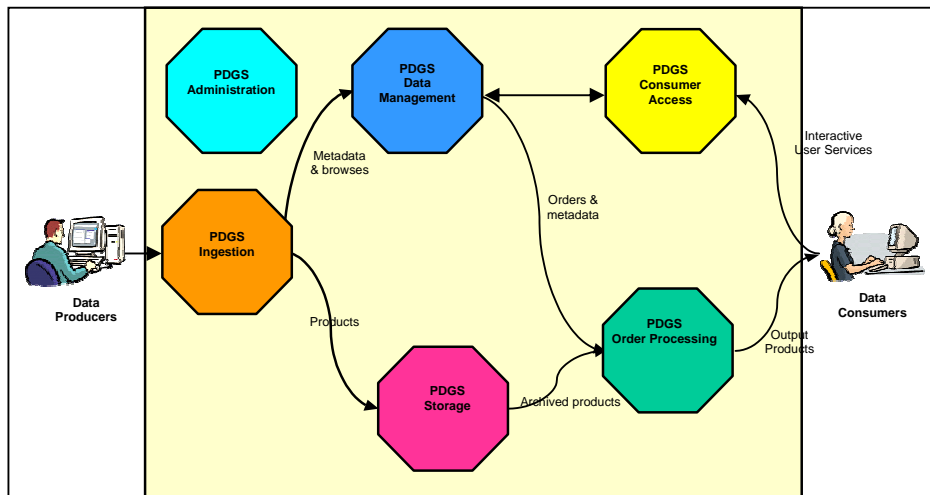 PDGS
Administration
PDGS
Data
Management
PDGS
Consumer
Access
Interactive
User Services
Metadata
& browses
Orders &
metadata
PDGS
Ingestion
Data
Producers
Data
Consumers
Products
PDGS
Order Processing
Output
Products
PDGS
Storage
Archived products